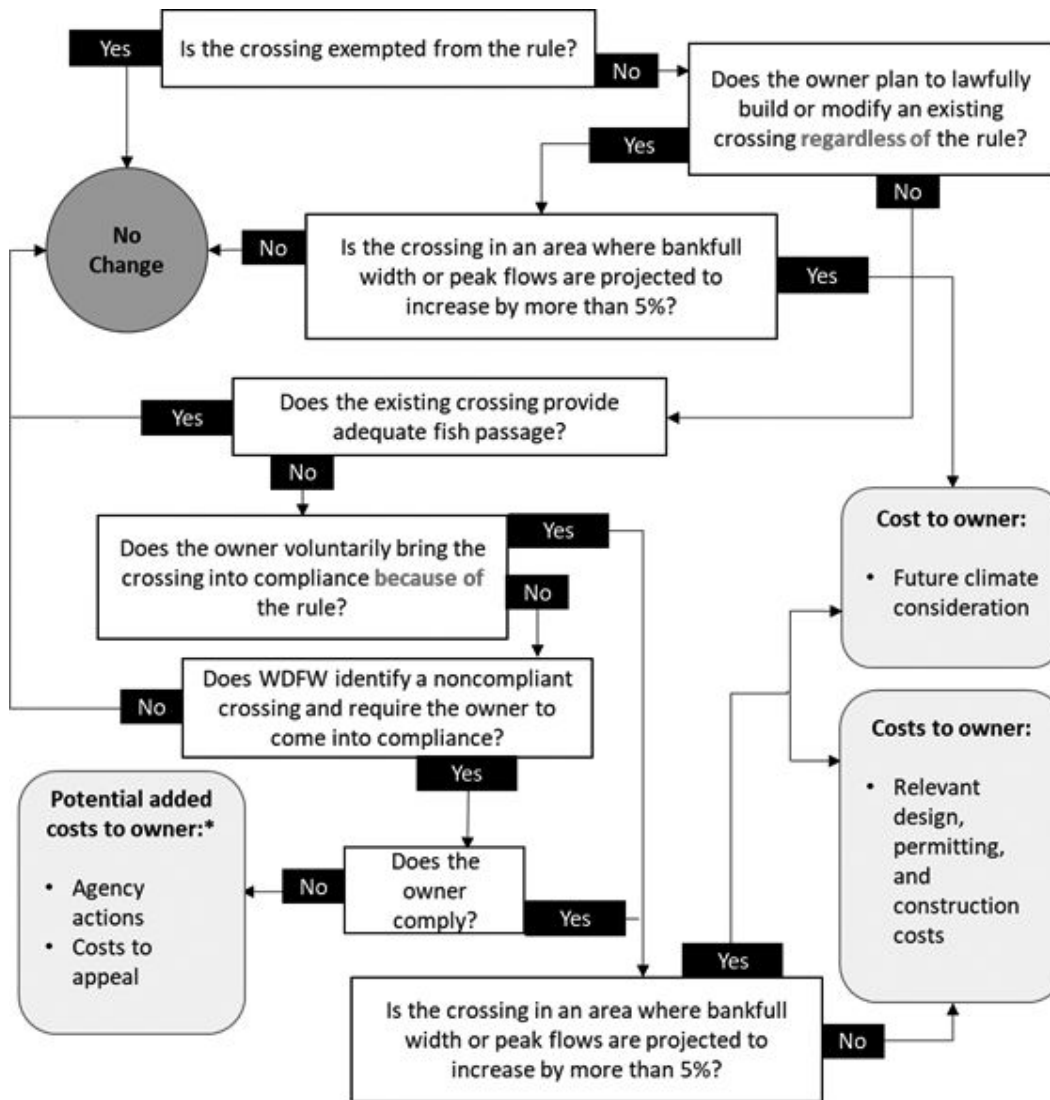 Yes
Is the crossing exempted from the rule?
No
Does the owner plan to lawfully
build or modify an existing
crossing regardless of the rule?
Yes
No
No
Change
No
Is the crossing in an area where bankfull
width or peak flows are projected to
increase by more than 5%?
Yes
Yes
Does the existing crossing provide
adequate fish passage?
No
Does the owner voluntarily bring the
crossing into compliance because of
the rule?
Yes
No
Cost to owner:
• Future climate
consideration
No
Does WDFW identify a noncompliant
crossing and require the owner to
come into compliance?
Yes
Costs to owner:
• Relevant
design,
permitting,
and
construction
costs
Potential added
costs to owner:*
• Agency
actions
• Costs to
appeal
No
Does the
owner
comply?
Yes
Yes
Is the crossing in an area where bankfull
width or peak flows are projected to
increase by more than 5%?
No